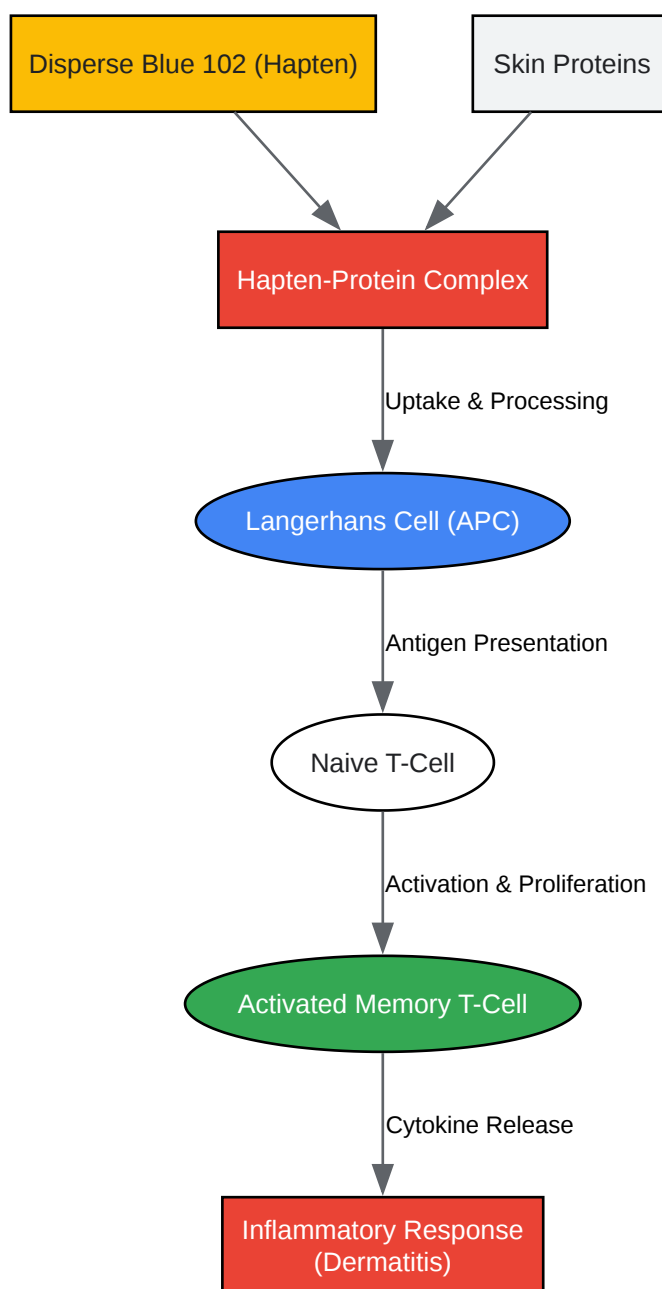 Disperse Blue 102 (Hapten)
Skin Proteins
Hapten-Protein Complex
Uptake & Processing
Langerhans Cell (APC)
Antigen Presentation
Naive T-Cell
Activation & Proliferation
Activated Memory T-Cell
Cytokine Release
Inflammatory Response
(Dermatitis)